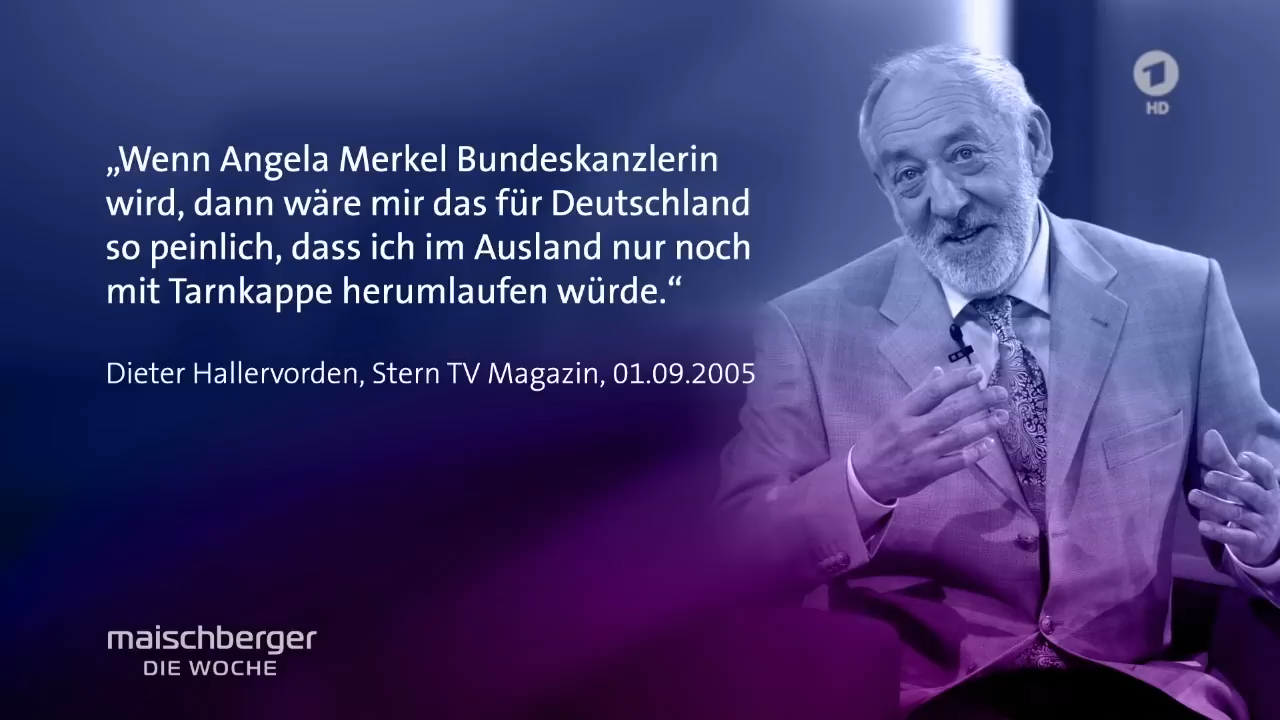 „Wenn Angela Merkel Bundeskanzlerin
wird, dann wäre mir das für Deutschland
so peinlich, dass ich im Ausland nur noch
mit Tarnkappe herumlaufen würde.“
Dieter Hallervorden, Stern TV Magazin, 01.09.2005
maischberger
DIE WOCHE
1
HD